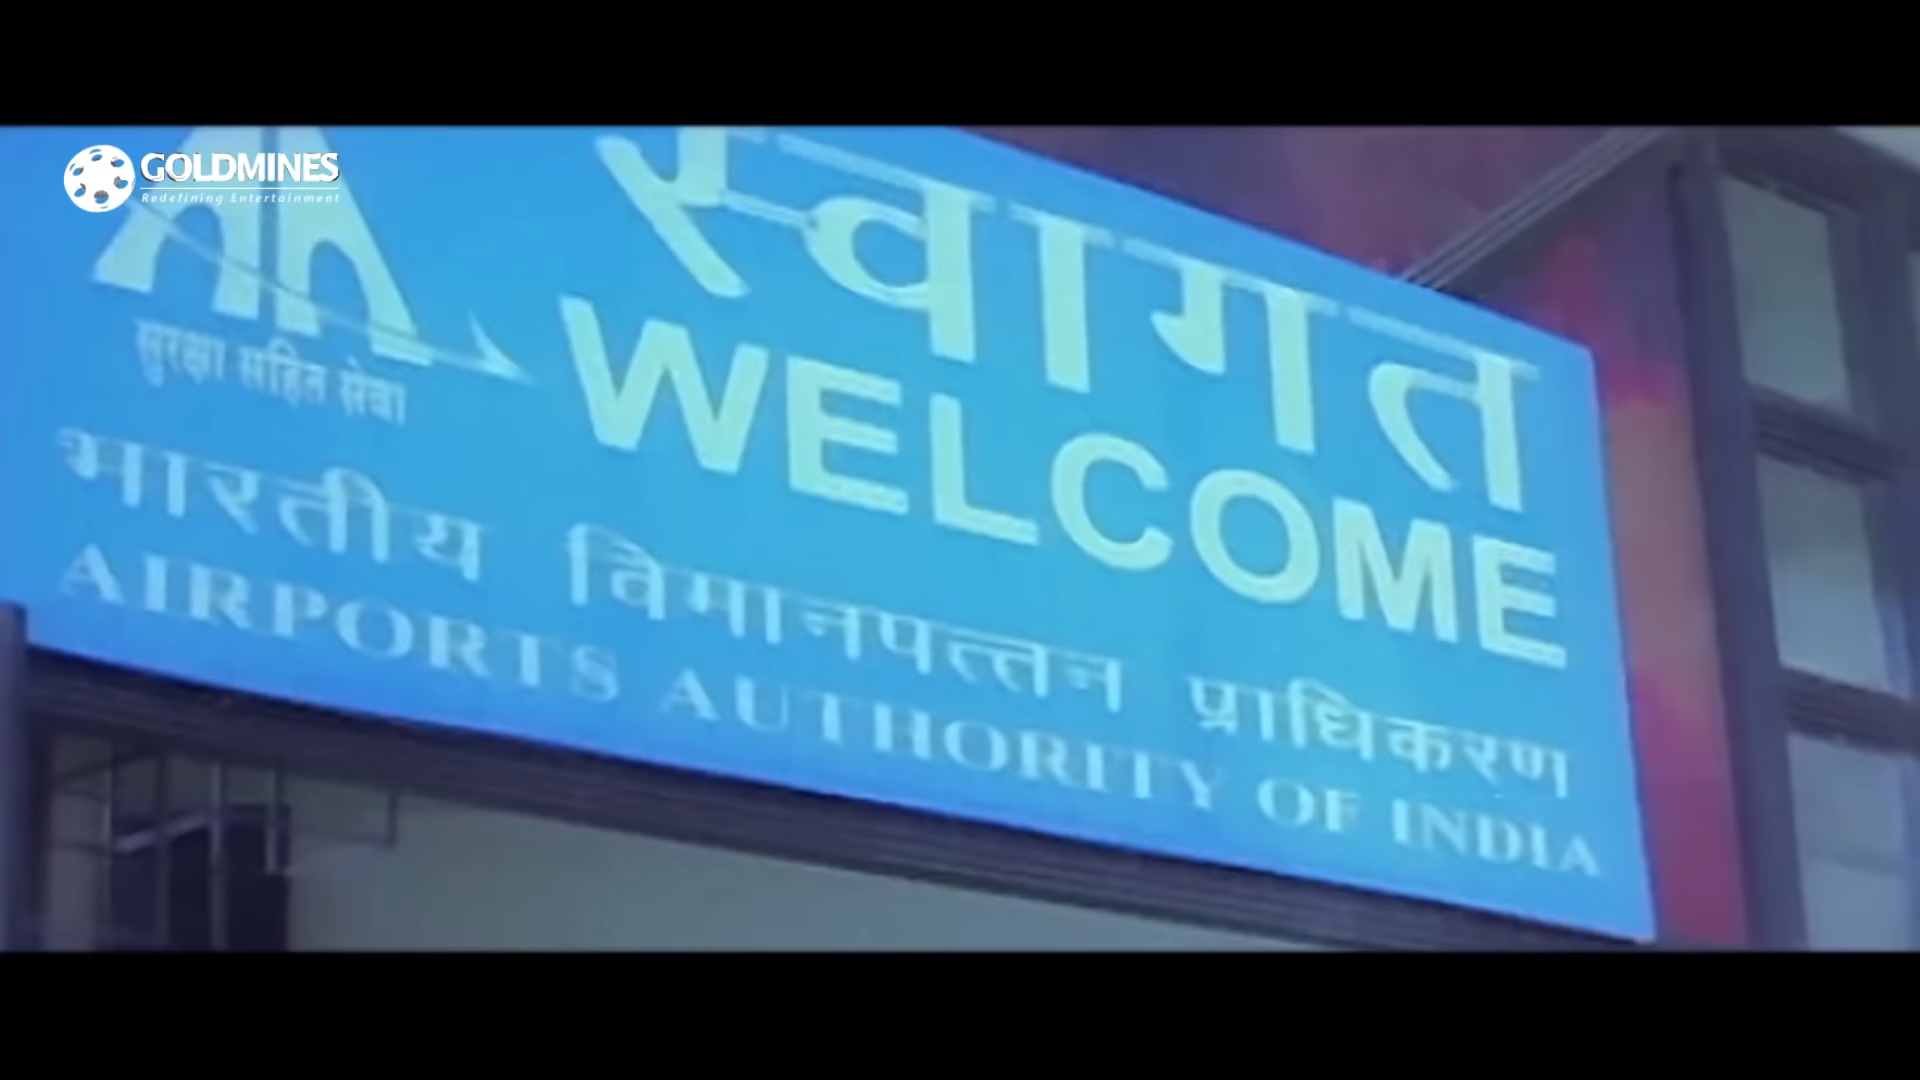 GOLDMINES
Redefining Entertainment
स्वागत
WELCOME
सुरक्षा सहित सेवा
भारतीय विमानपत्तन प्राधिकरण
AIRPORTS AUTHORITY OF INDIA